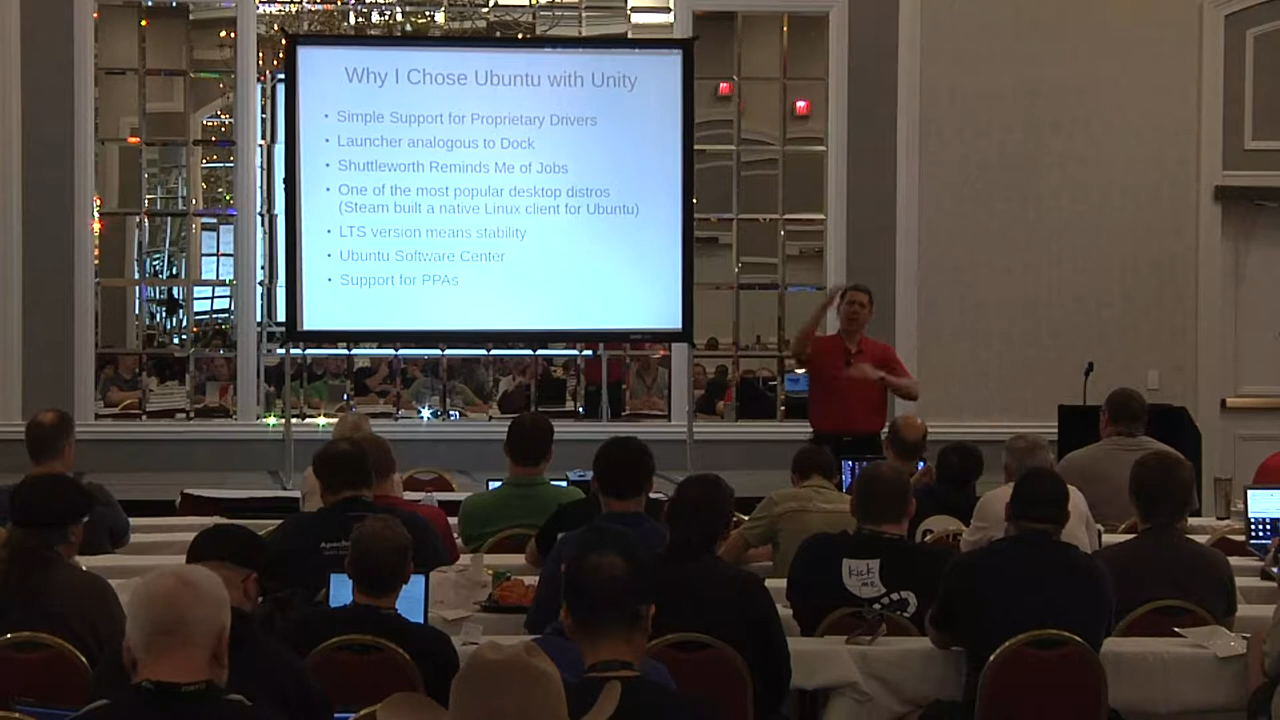 Why I Chose Ubuntu with Unity
• Simple Support for Proprietary Drivers
• Launcher analogous to Dock
• Shuttleworth Reminds Me of Jobs
• One of the most popular desktop distros
(Steam built a native Linux client for Ubuntu)
• LTS version means stability
• Ubuntu Software Center
• Support for PPAs
kick
me